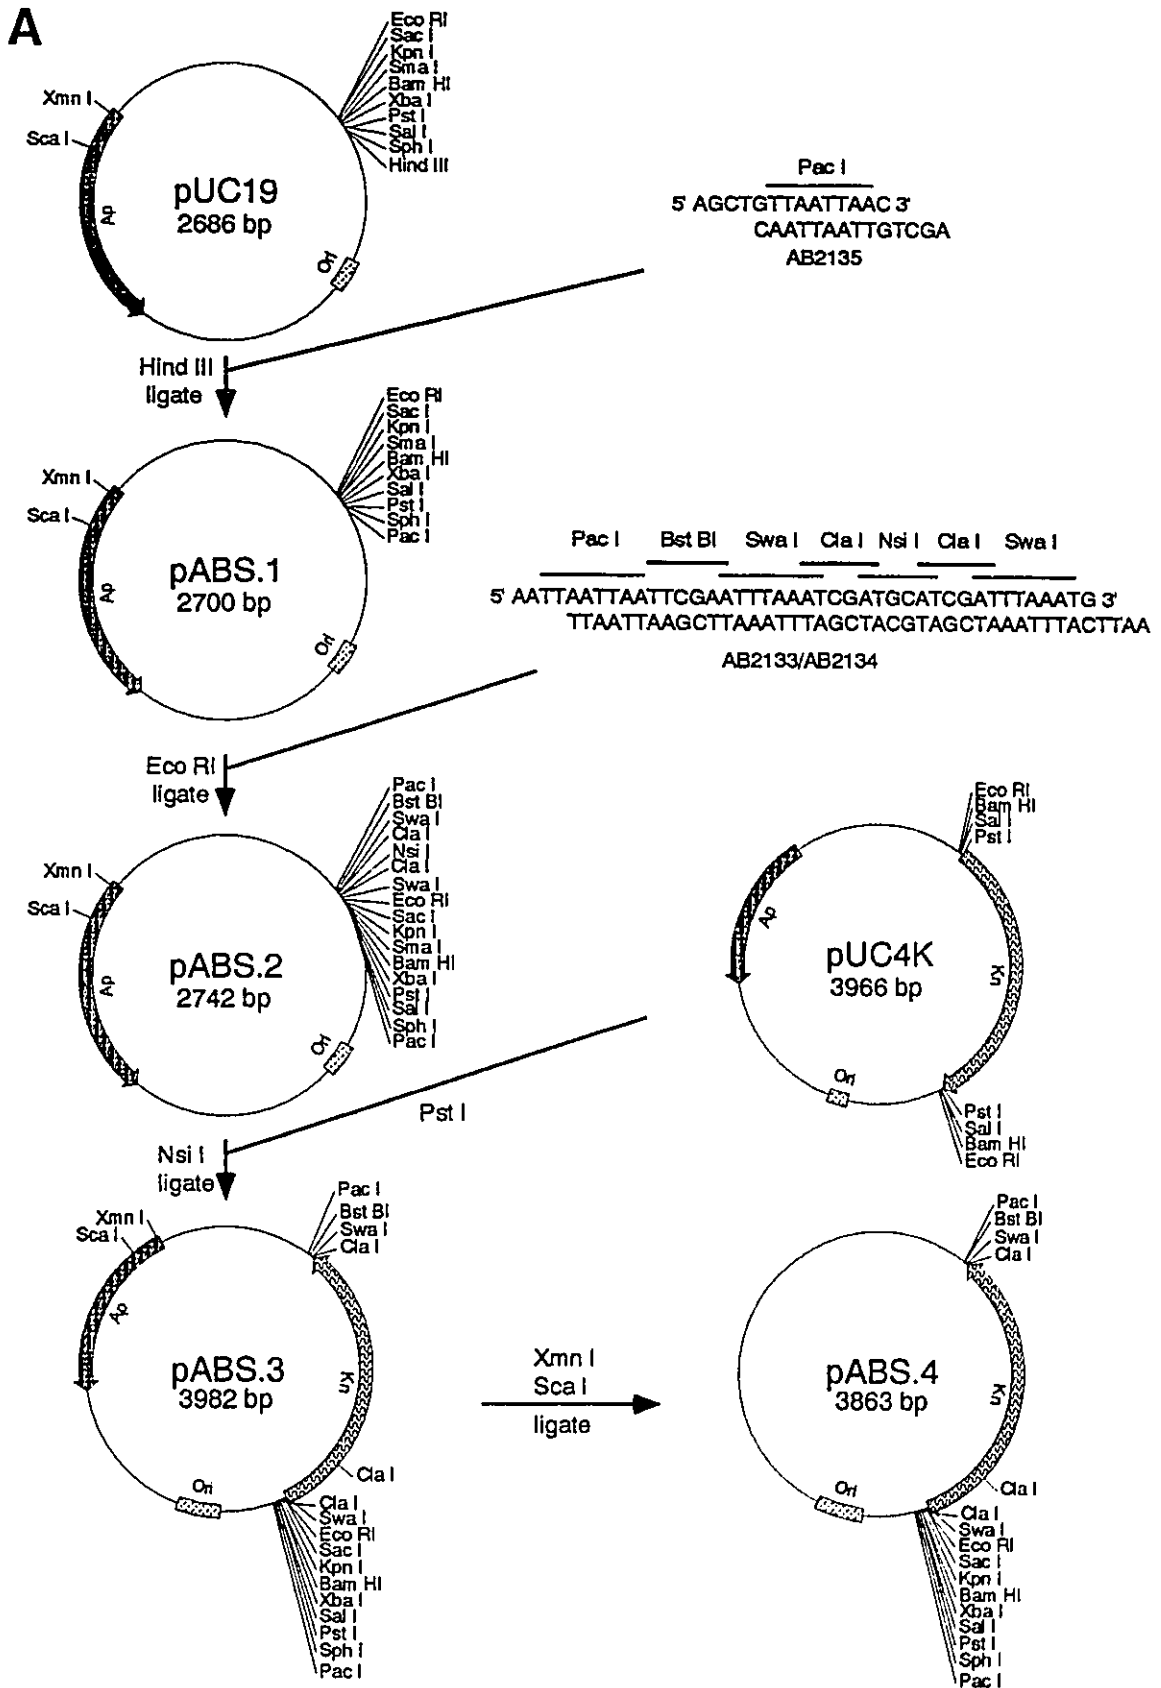 A
Eco RI
Sac I
Kpn I
Sma I
Bam HI
Xba I
Pst I
Sal I
Sph I
Hind III
Xmn I
Sca I
Ap
pUC19
2686 bp
Ori
Pac I
5' AGCTGTTAATTAAC 3'
CAATTAATTGTCGA
AB2135
Hind III
ligate
Eco RI
Sac I
Kpn I
Sma I
Bam HI
Xba I
Sal I
Pst I
Sph I
Pac I
Xmn I
Sca I
Ap
pABS.1
2700 bp
Ori
Pac I Bst BI Swa I Cla I Nsi I Cla I Swa I
5' AATTAATTAATTCGAATTTAAATCGATGCATCGATTTAAATG 3'
TTAATTAAGCTTAAATTTAGCTACGTAGCTAAATTTACTTAA
AB2133/AB2134
Eco RI
ligate
Pac I
Bst BI
Swa I
Cla I
Nsi I
Cla I
Swa I
Eco RI
Sac I
Kpn I
Sma I
Bam HI
Xba I
Pst I
Sal I
Sph I
Pac I
Xmn I
Sca I
Ap
pABS.2
2742 bp
Ori
Eco RI
Bam HI
Sal I
Pst I
Ap
pUC4K
3966 bp
Kn
Ori
Pst I
Sal I
Bam HI
Eco RI
Pst I
Nsi I
ligate
Pac I
Bst BI
Swa I
Cla I
Xmn I
Sca I
Ap
pABS.3
3982 bp
Kn
Ori
Cla I
Cla I
Swa I
Eco RI
Sac I
Kpn I
Bam HI
Xba I
Sal I
Pst I
Sph I
Pac I
Xmn I
Sca I
ligate
Pac I
Bst BI
Swa I
Cla I
pABS.4
3863 bp
Kn
Ori
Cla I
Cla I
Swa I
Eco RI
Sac I
Kpn I
Bam HI
Xba I
Sal I
Pst I
Sph I
Pac I